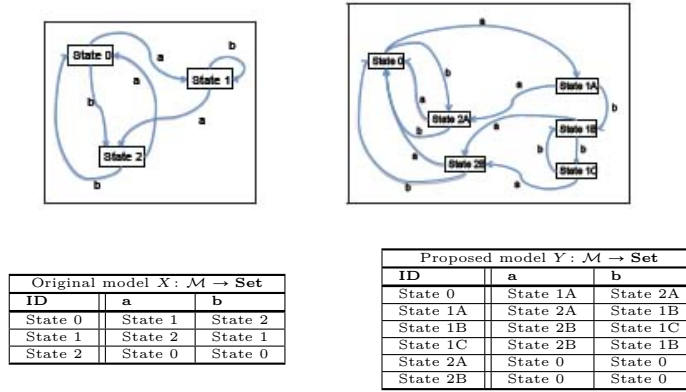 a
b
State 0
a
State 1
b
a
a
State 2
b
a
State 0
b
State 1A
a
a
b
State 2A
a
b
State 1B
a
State 2B
b
b
State 1C
b
a
Original model X : M → Set
ID a b
State 0 State 1 State 2
State 1 State 2 State 1
State 2 State 0 State 0
Proposed model Y : M → Set
ID a b
State 0 State 1A State 2A
State 1A State 2A State 1B
State 1B State 2B State 1C
State 1C State 2B State 1B
State 2A State 0 State 0
State 2B State 0 State 0